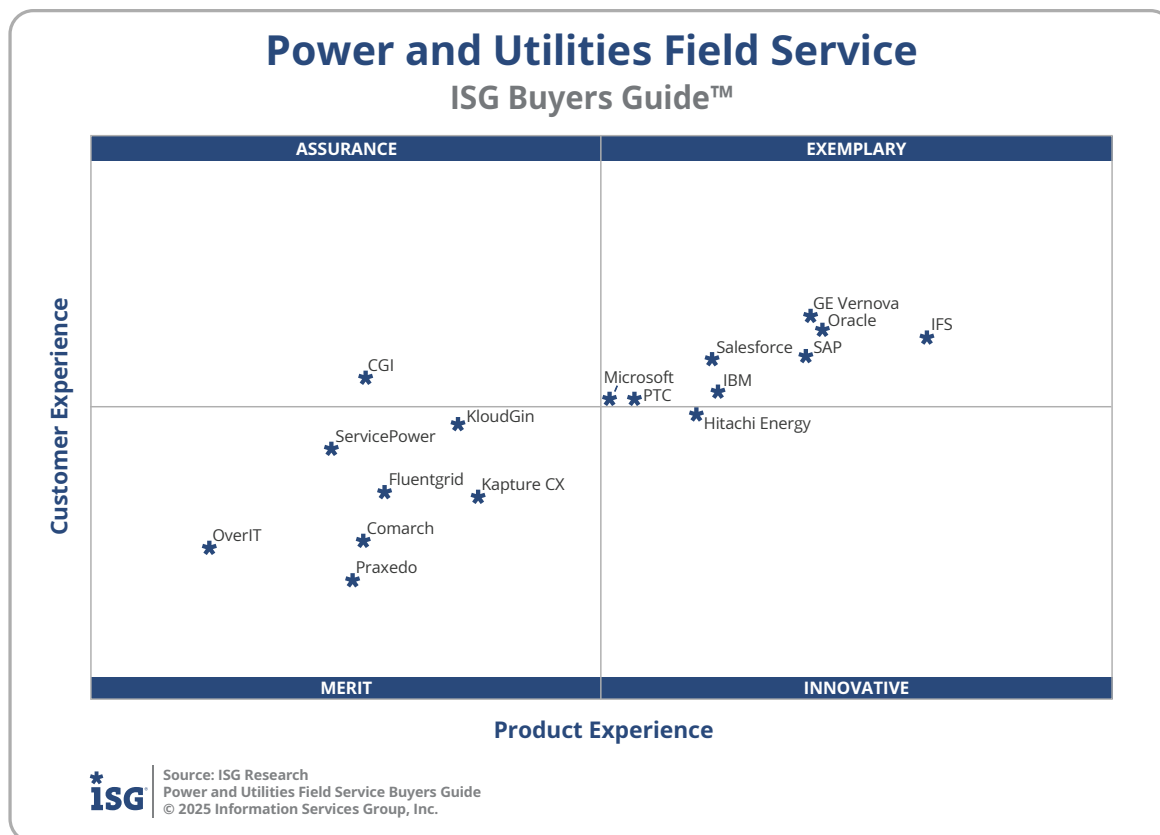 Power and Utilities Field Service
ISG Buyers Guide™
ASSURANCE
EXEMPLARY
GE Vernova
Oracle
IFS
Salesforce
SAP
CGI
Microsoft
IBM
PTC
KloudGin
Hitachi Energy
ServicePower
Fluentgrid
Kapture CX
Comarch
OverIT
Praxedo
Customer Experience
MERIT
INNOVATIVE
Product Experience
ISG
Source: ISG Research
Power and Utilities Field Service Buyers Guide
© 2025 Information Services Group, Inc.